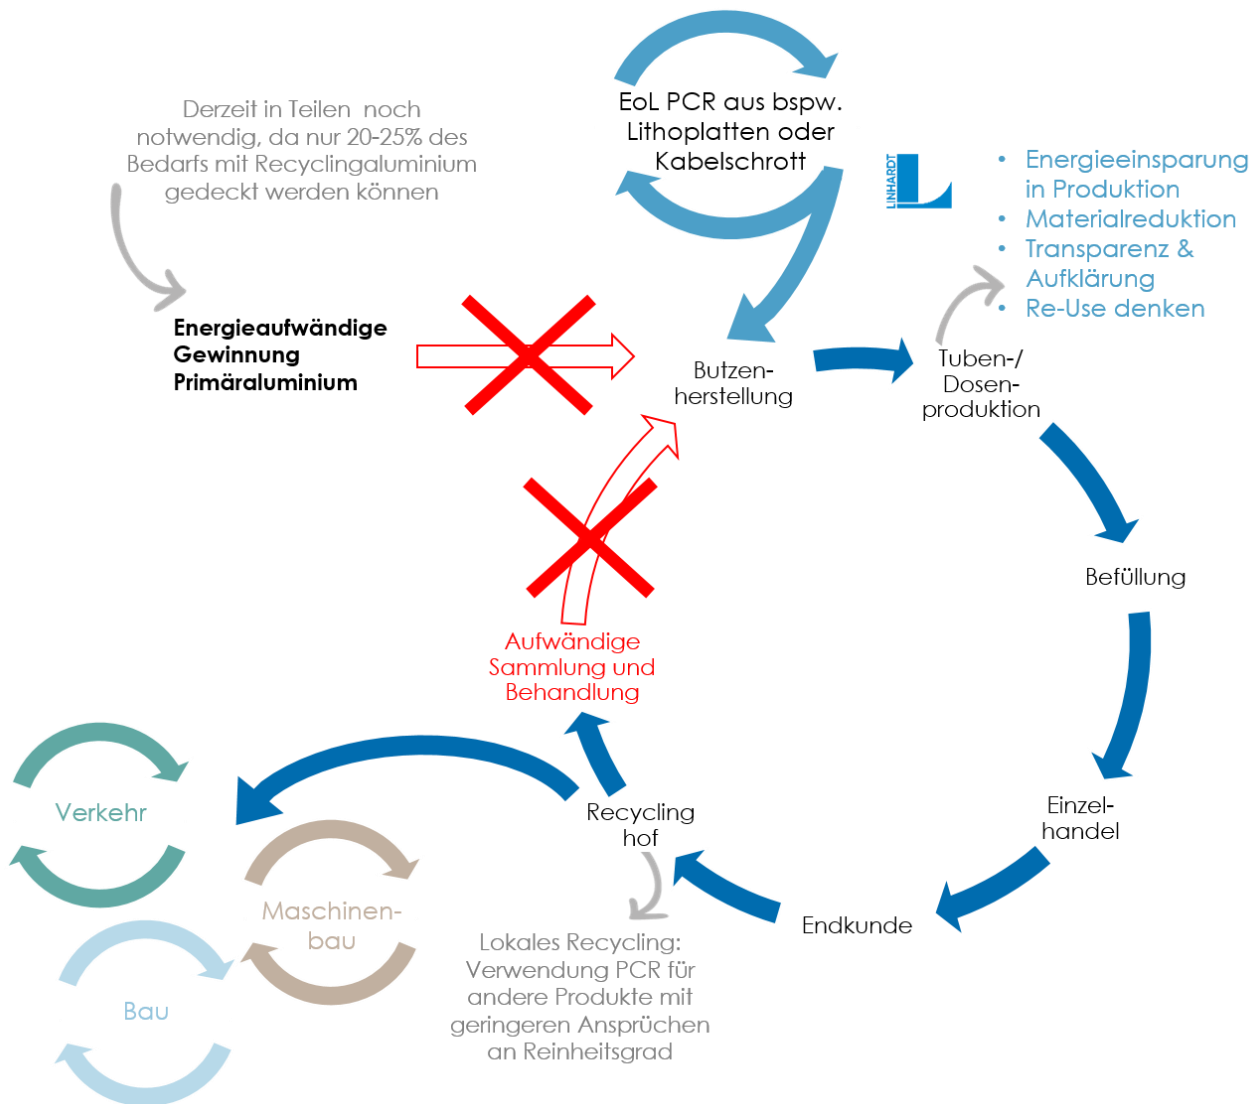 EoL PCR aus bspw.
Lithoplatten oder
Kabelschrott
Derzeit in Teilen noch
notwendig, da nur 20-25% des
Bedarfs mit Recyclingaluminium
gedeckt werden können
LINHARDT
• Energieeinsparung
in Produktion
• Materialreduktion
• Transparenz &
Aufklärung
• Re-Use denken
Energieaufwändige
Gewinnung
Primäraluminium
Butzen-
herstellung
Tuben-/
Dosen-
produktion
Befüllung
Aufwändige
Sammlung und
Behandlung
Einzel-
handel
Recycling
hof
Endkunde
Verkehr
Maschinen-
bau
Bau
Lokales Recycling:
Verwendung PCR für
andere Produkte mit
geringeren Ansprüchen
an Reinheitsgrad